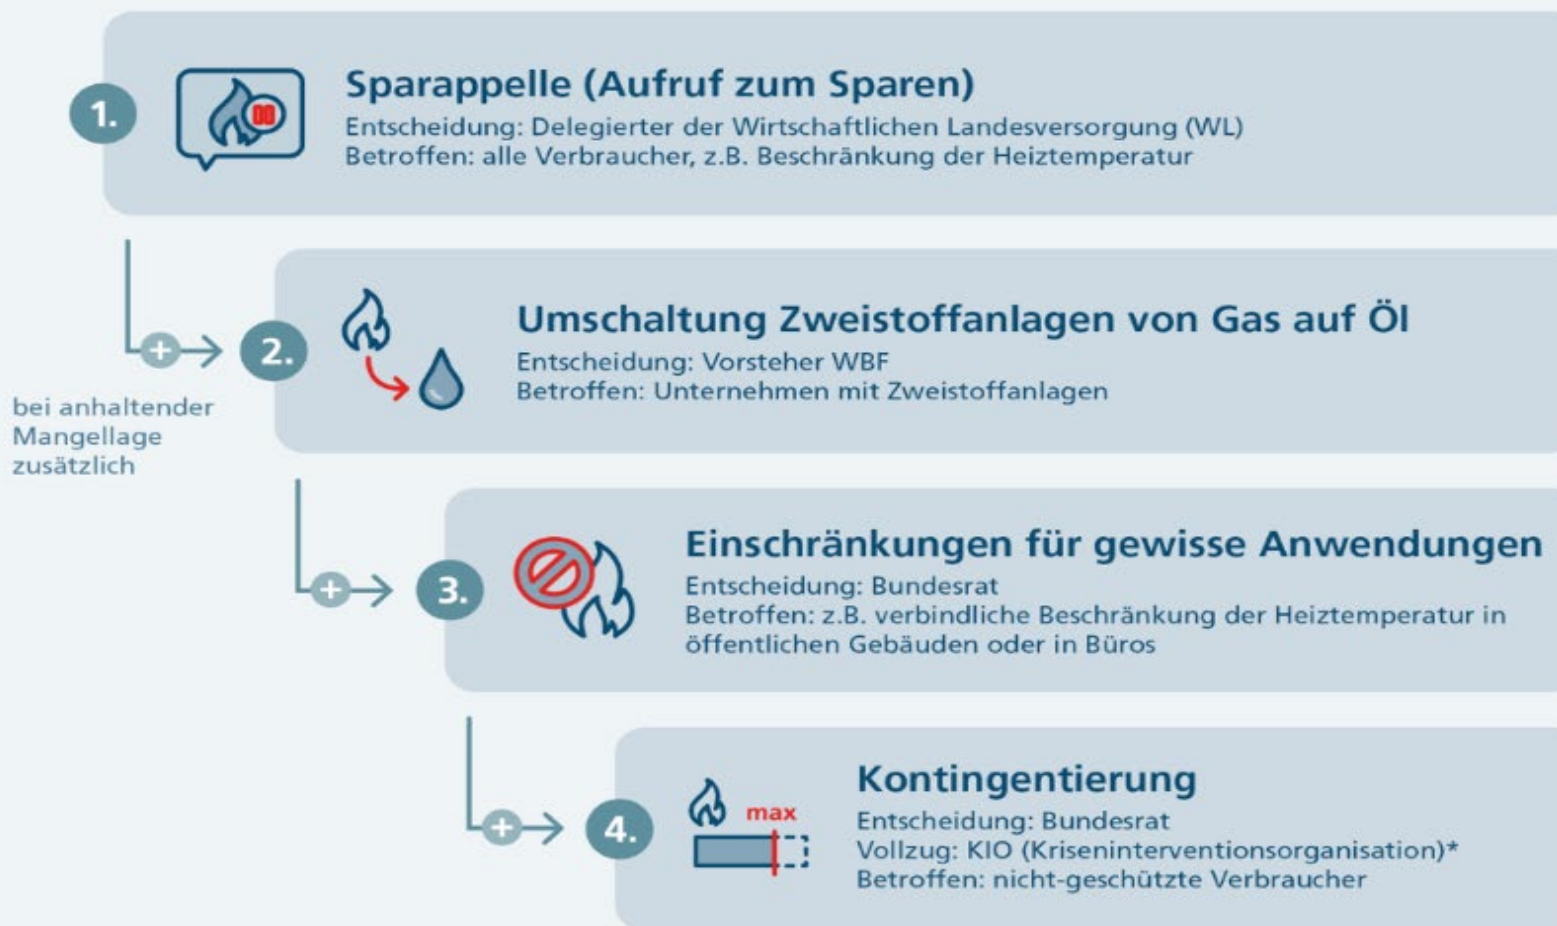 1.
Sparappelle (Aufruf zum Sparen)
Entscheidung: Delegierter der Wirtschaftlichen Landesversorgung (WL)
Betroffen: alle Verbraucher, z.B. Beschränkung der Heiztemperatur
+
bei anhaltender
Mangellage
zusätzlich
2.
Umschaltung Zweistoffanlagen von Gas auf Öl
Entscheidung: Vorsteher WBF
Betroffen: Unternehmen mit Zweistoffanlagen
+
3.
Einschränkungen für gewisse Anwendungen
Entscheidung: Bundesrat
Betroffen: z.B. verbindliche Beschränkung der Heiztemperatur in
öffentlichen Gebäuden oder in Büros
+
4.
max
Kontingentierung
Entscheidung: Bundesrat
Vollzug: KIO (Kriseninterventionsorganisation)*
Betroffen: nicht-geschützte Verbraucher